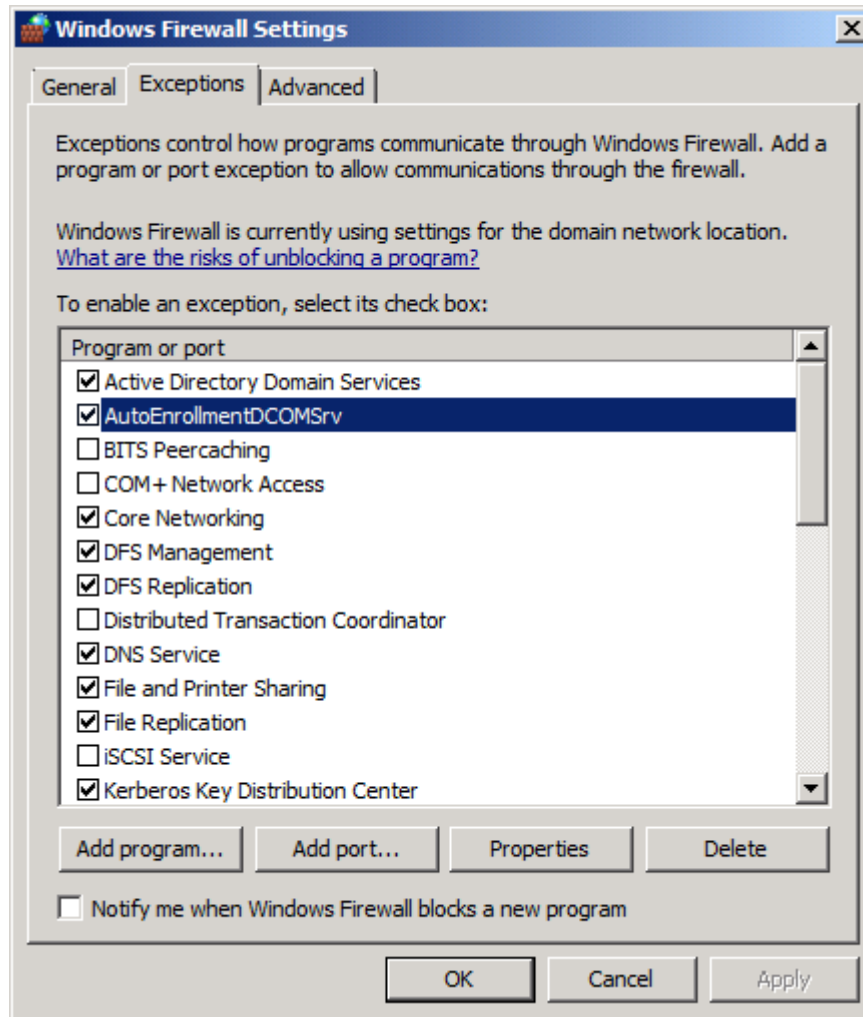 Windows Firewall Settings
General Exceptions Advanced
Exceptions control how programs communicate through Windows Firewall. Add a
program or port exception to allow communications through the firewall.
Windows Firewall is currently using settings for the domain network location.
What are the risks of unblocking a program?
To enable an exception, select its check box:
Program or port
Active Directory Domain Services
AutoEnrollmentDCOMSrv
BITS Peercaching
COM+ Network Access
Core Networking
DFS Management
DFS Replication
Distributed Transaction Coordinator
DNS Service
File and Printer Sharing
File Replication
iSCSI Service
Kerberos Key Distribution Center
Add program... Add port... Properties Delete
Notify me when Windows Firewall blocks a new program
OK Cancel Apply